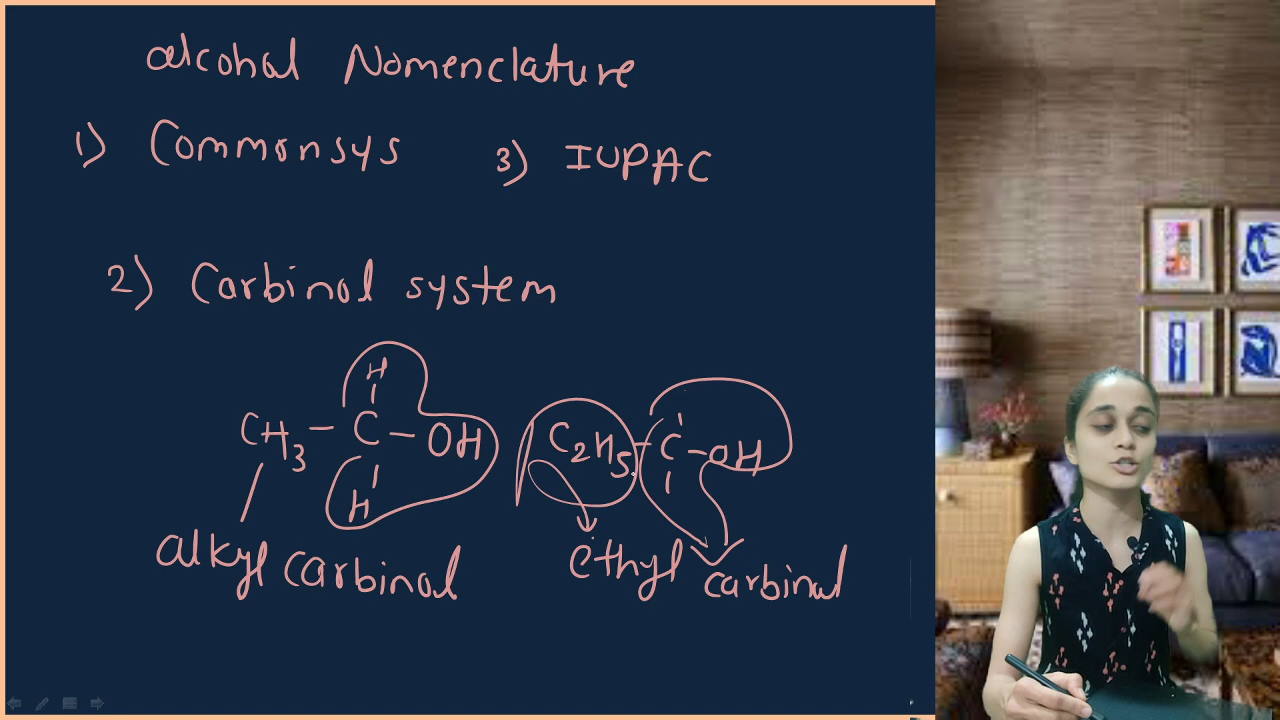 alcohal Nomenclature
1) Commonsys 3) IUPAC
2) Carbinol system
H
CH3 - C - OH C2H5 - C - OH
H
alkyl carbinol ethyl carbinol